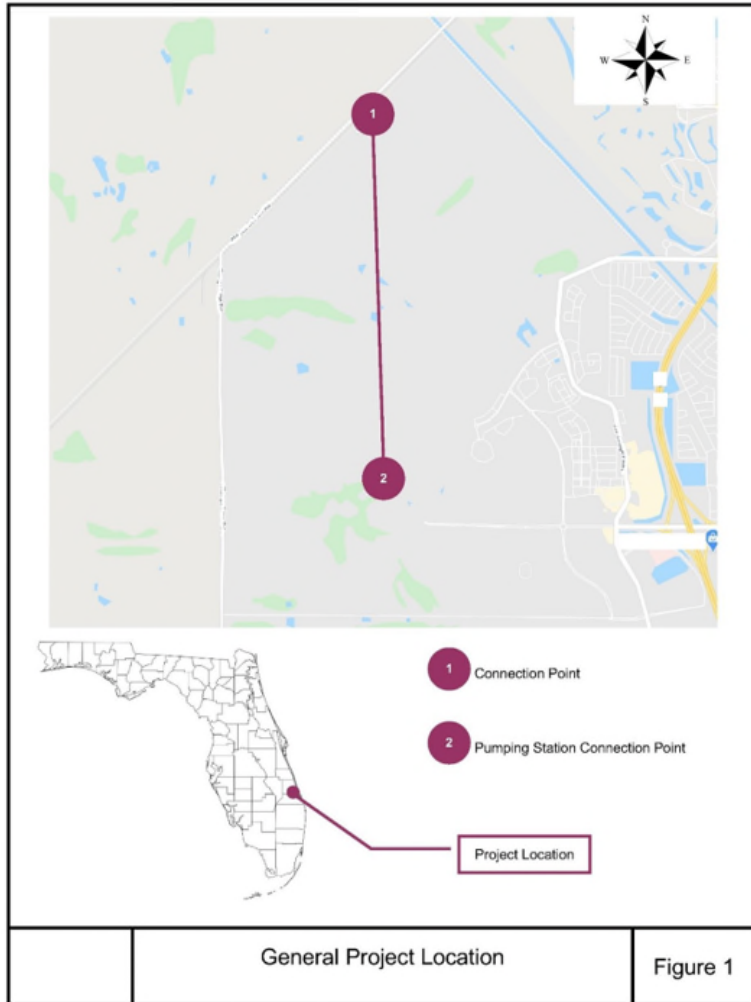 N
W E
S
1
2
1 Connection Point
2 Pumping Station Connection Point
Project Location
General Project Location
Figure 1